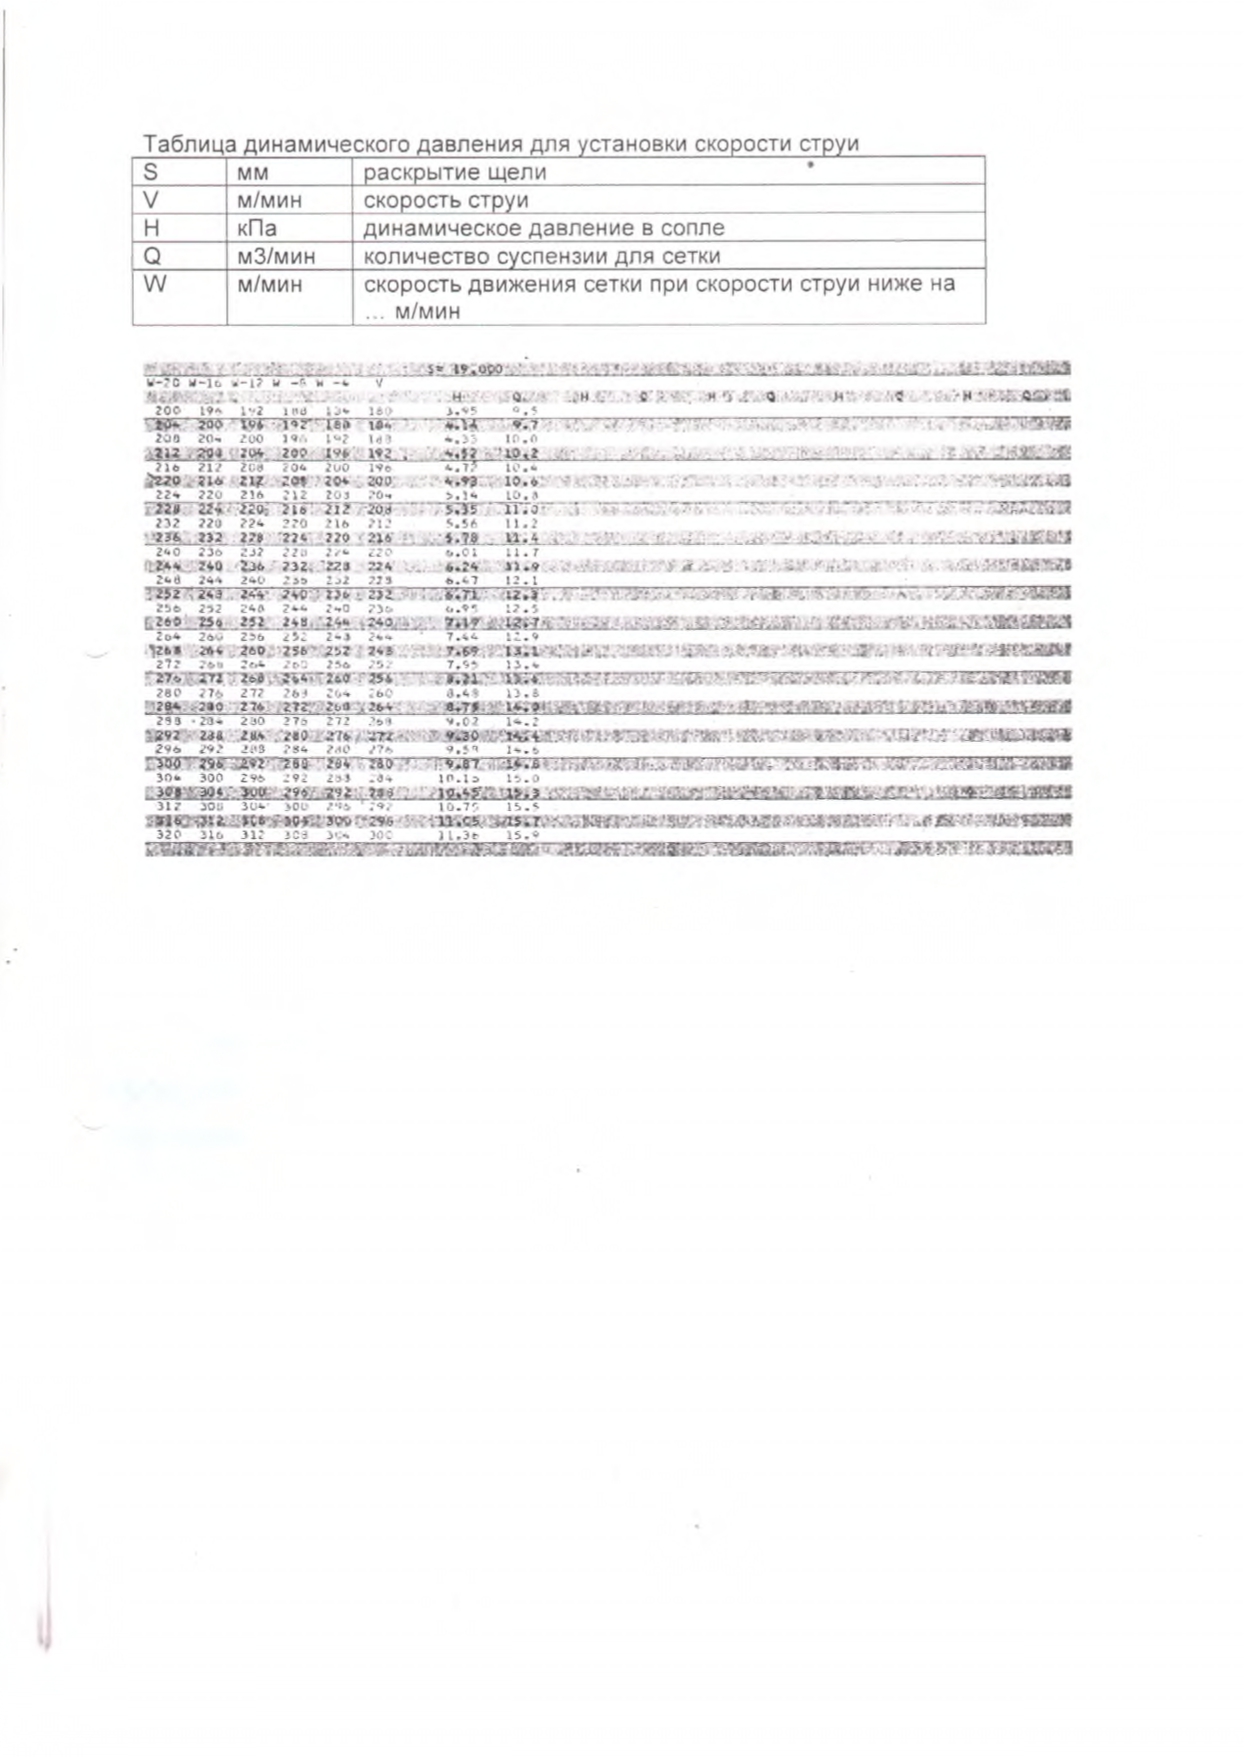 Таблица динамического давления для установки скорости струи
S мм раскрытие щели
V м/мин скорость струи
H кПа динамическое давление в сопле
Q м3/мин количество суспензии для сетки
W м/мин скорость движения сетки при скорости струи ниже на
... м/мин
S= 19.000
W-20 W-16 W-12 W -8 W -4 V
H Q H Q H Q H Q H Q
200 196 192 188 184 180 3.95 9.5
204 200 196 192 188 184 4.14 9.7
208 204 200 196 192 188 4.33 10.0
212 208 204 200 196 192 4.52 10.2
216 212 208 204 200 196 4.72 10.4
220 216 212 208 204 200 4.93 10.6
224 220 216 212 208 204 5.14 10.8
228 224 220 216 212 208 5.35 11.0
232 228 224 220 216 212 5.56 11.2
236 232 228 224 220 216 5.78 11.4
240 236 232 228 224 220 6.01 11.7
244 240 236 232 228 224 6.24 11.9
248 244 240 236 232 228 6.47 12.1
252 248 244 240 236 232 6.71 12.3
256 252 248 244 240 236 6.95 12.5
260 256 252 248 244 240 7.19 12.7
264 260 256 252 248 244 7.44 12.9
268 264 260 256 252 248 7.69 13.1
272 268 264 260 256 252 7.95 13.4
276 272 268 264 260 256 8.21
280 276 272 268 264 260 8.48 13.8
284 280 276 272 268 264 8.75
288 284 280 276 272 268 9.02 14.2
292 288 284 280 276 272 9.30 14.4
296 292 288 284 280 276 9.59 14.6
300 296 292 288 284 280 9.87 14.8
304 300 296 292 288 284 15.0
308 304 300 296 292 288 10.45 15.3
312 308 304 300 296 292 10.75 15.5
316 312 308 304 300 296 11.05 15.7
320 316 312 308 304 300 11.36 15.9